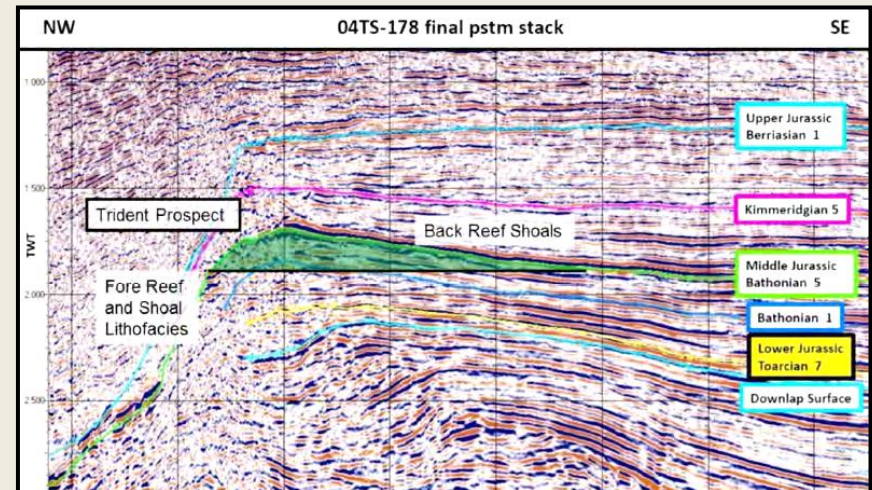 NW 04TS-178 final pstm stack SE
1 000
Upper Jurassic
Berriasian 1
1 500
Kimmeridgian 5
Trident Prospect
Back Reef Shoals
TWT
Middle Jurassic
Bathonian 5
Fore Reef
and Shoal
Lithofacies
2 000
Bathonian 1
Lower Jurassic
Toarcian 7
Downlap Surface
2 500